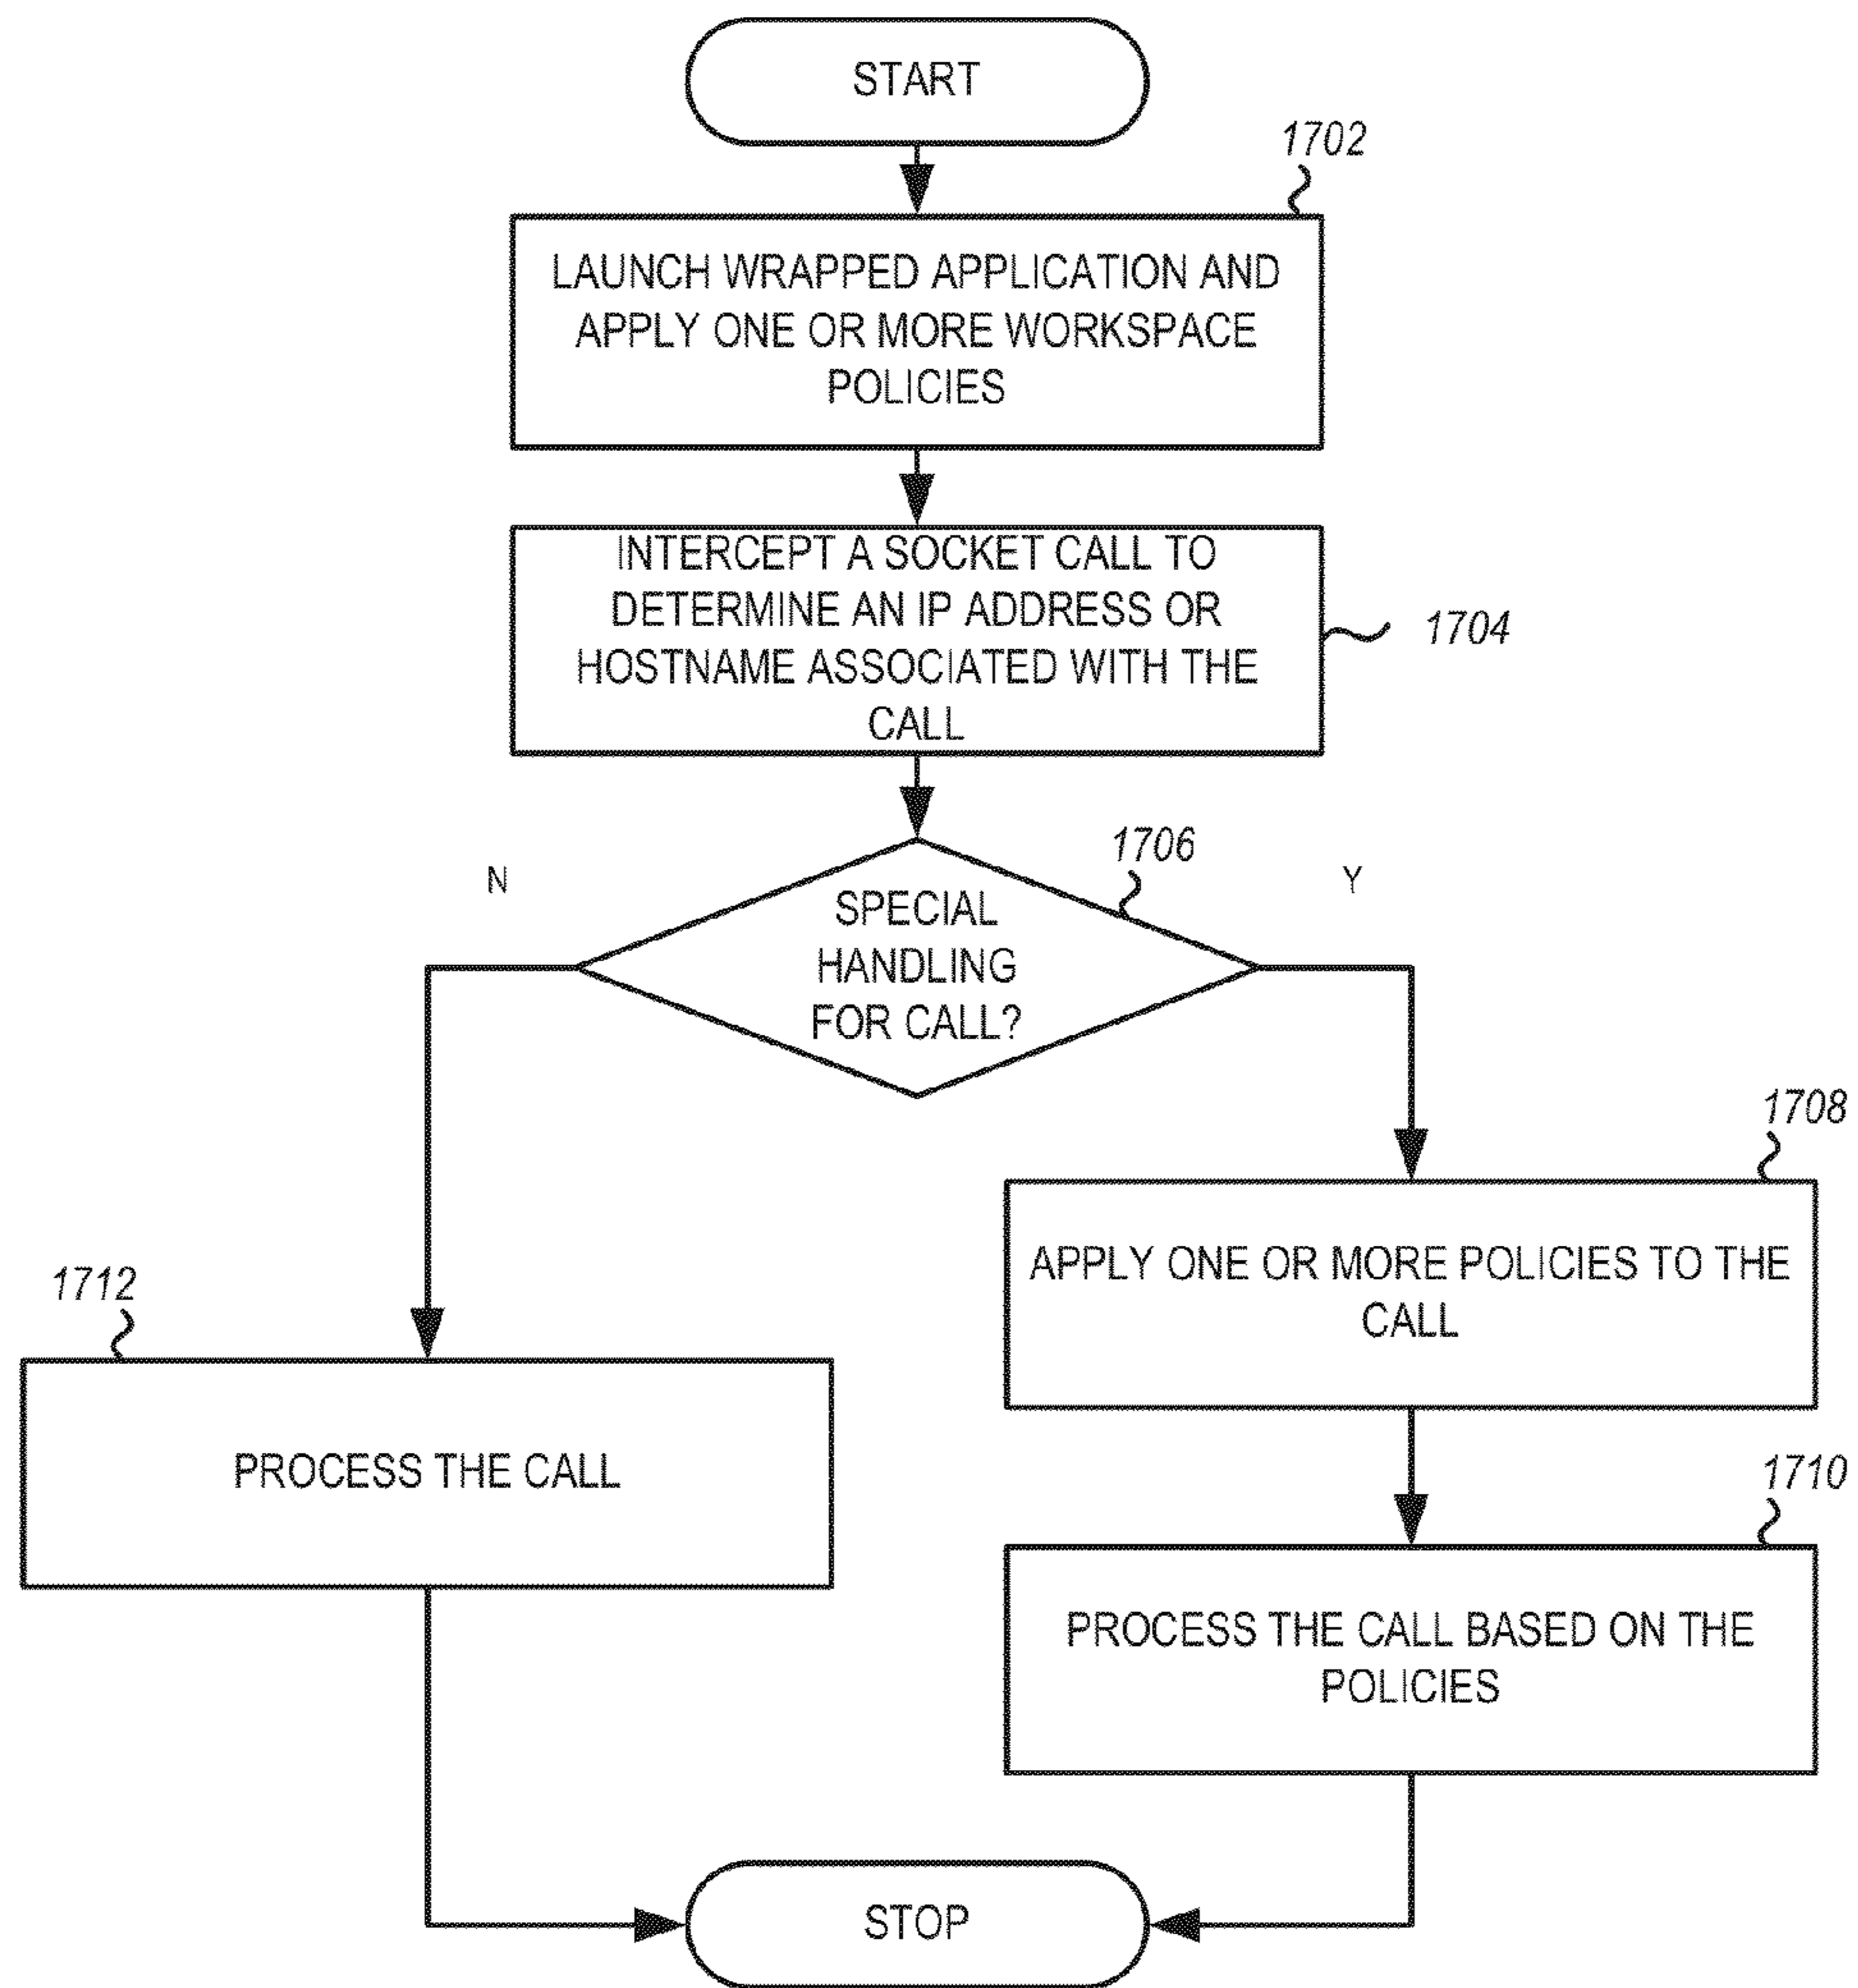 START
1702
LAUNCH WRAPPED APPLICATION AND
APPLY ONE OR MORE WORKSPACE
POLICIES
INTERCEPT A SOCKET CALL TO
DETERMINE AN IP ADDRESS OR
HOSTNAME ASSOCIATED WITH THE
CALL
1704
1706
N
Y
SPECIAL
HANDLING
FOR CALL?
1708
APPLY ONE OR MORE POLICIES TO THE
CALL
1712
PROCESS THE CALL
1710
PROCESS THE CALL BASED ON THE
POLICIES
STOP